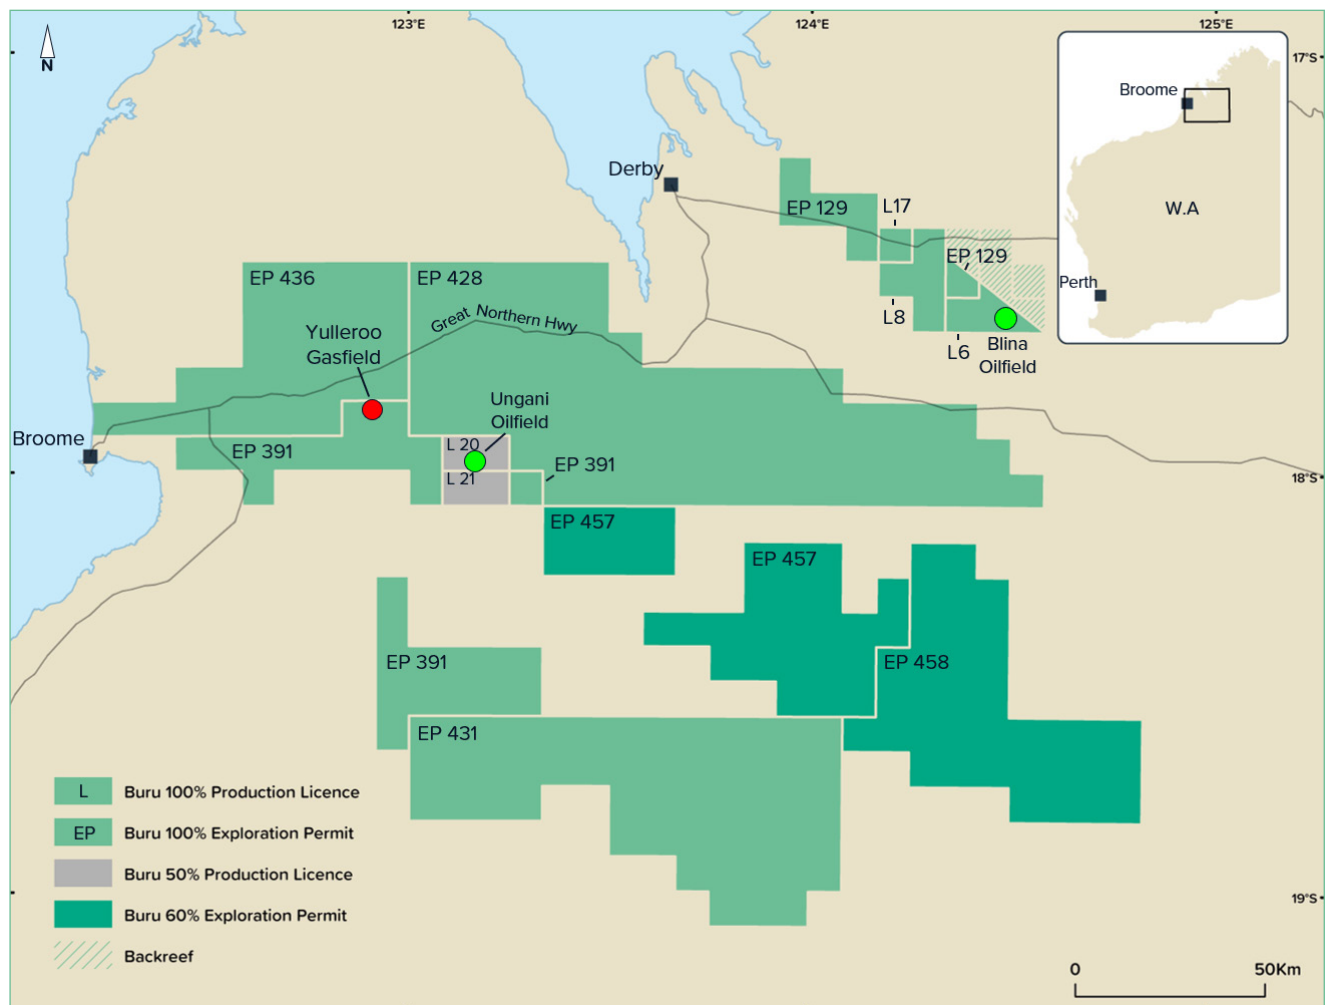 123°E
124°E
125°E
N
17°S
Broome
W.A
Perth
Derby
EP 129
L17
EP 129
L8
L6
Blina
Oilfield
EP 436
EP 428
Great Northern Hwy
Yulleroo
Gasfield
Ungani
Oilfield
Broome
EP 391
L 20
L 21
EP 391
18°S
EP 457
EP 457
EP 391
EP 458
EP 431
L
Buru 100% Production Licence
EP
Buru 100% Exploration Permit
Buru 50% Production Licence
Buru 60% Exploration Permit
Backreef
19°S
0
50Km